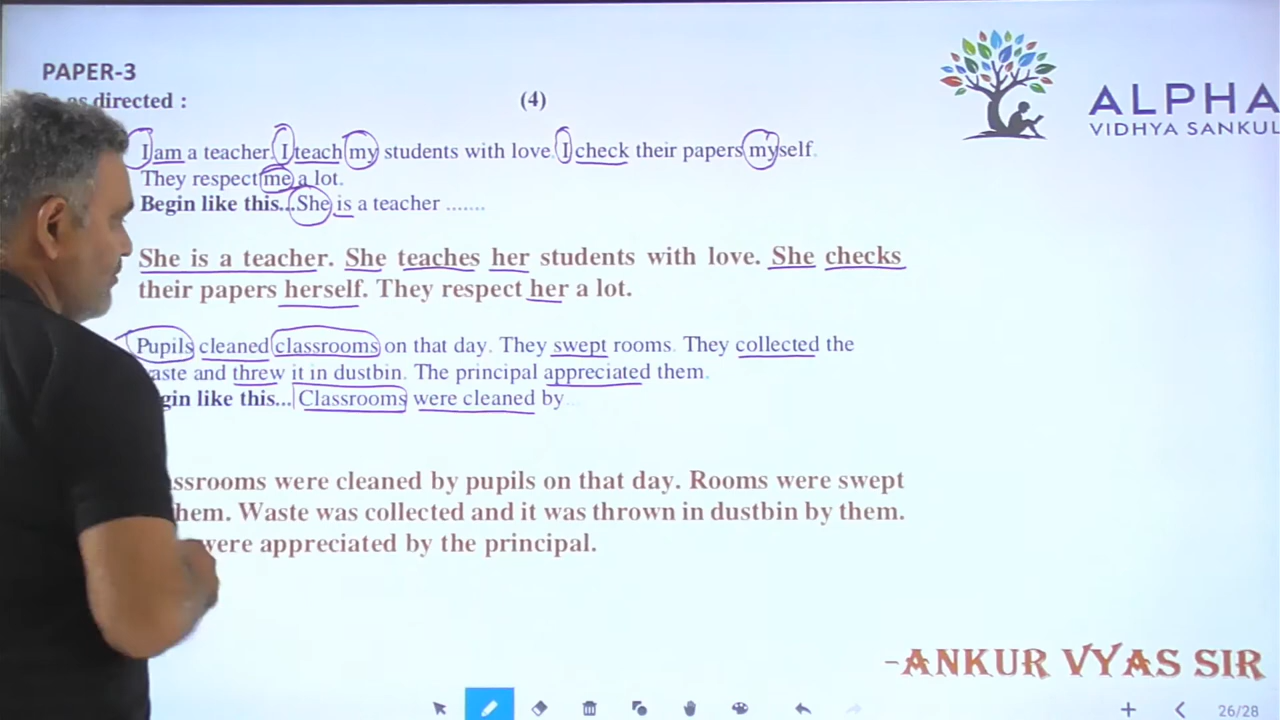 PAPER-3
as directed : (4)
I am a teacher. I teach my students with love. I check their papers myself.
They respect me a lot.
Begin like this...She is a teacher .......
She is a teacher. She teaches her students with love. She checks
their papers herself. They respect her a lot.
Pupils cleaned classrooms on that day. They swept rooms. They collected the
aste and threw it in dustbin. The principal appreciated them.
gin like this... Classrooms were cleaned by
ssrooms were cleaned by pupils on that day. Rooms were swept
hem. Waste was collected and it was thrown in dustbin by them.
were appreciated by the principal.
ALPHA
VIDHYA SANKUL
-ANKUR VYAS SIR
26/28